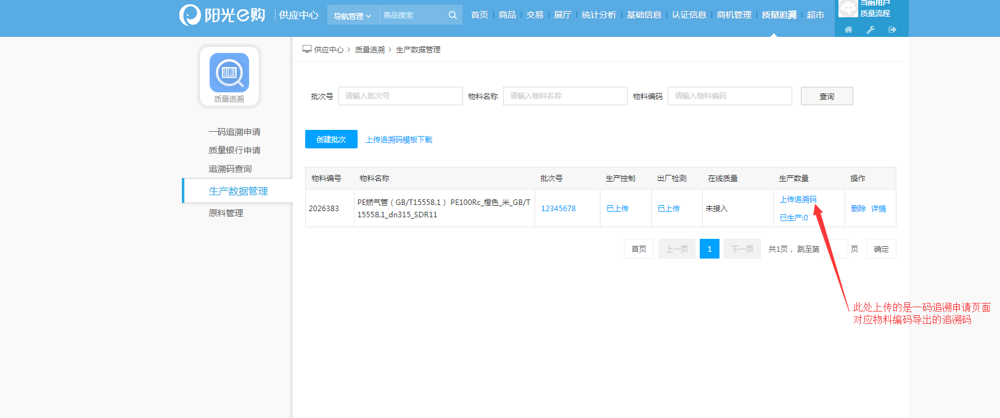 阳光e购 供应中心 导航管理 商品搜索 首页 商品 交易 展厅 统计分析 基础信息 认证信息 商机管理 质量追溯 超市
当前用户
质量流程
供应中心 > 质量追溯 > 生产数据管理
质量追溯
一码追溯申请
质量银行申请
追溯码查询
生产数据管理
原料管理
批次号 请输入批次号 物料名称 请输入物料名称 物料编码 请输入物料编码 查询
创建批次 上传追溯码模板下载
物料编号 物料名称 批次号 生产控制 出厂检测 在线质量 生产数量 操作
2026383
PE燃气管（GB/T15558.1） PE100Rc_橙色_米_GB/T
15558.1_dn315_SDR11
12345678 已上传 已上传 未接入
上传追溯码
已生产:0
删除 详情
首页 上一页 1 下一页 共1页， 跳至第 页 确定
此处上传的是一码追溯申请页面
对应物料编码导出的追溯码